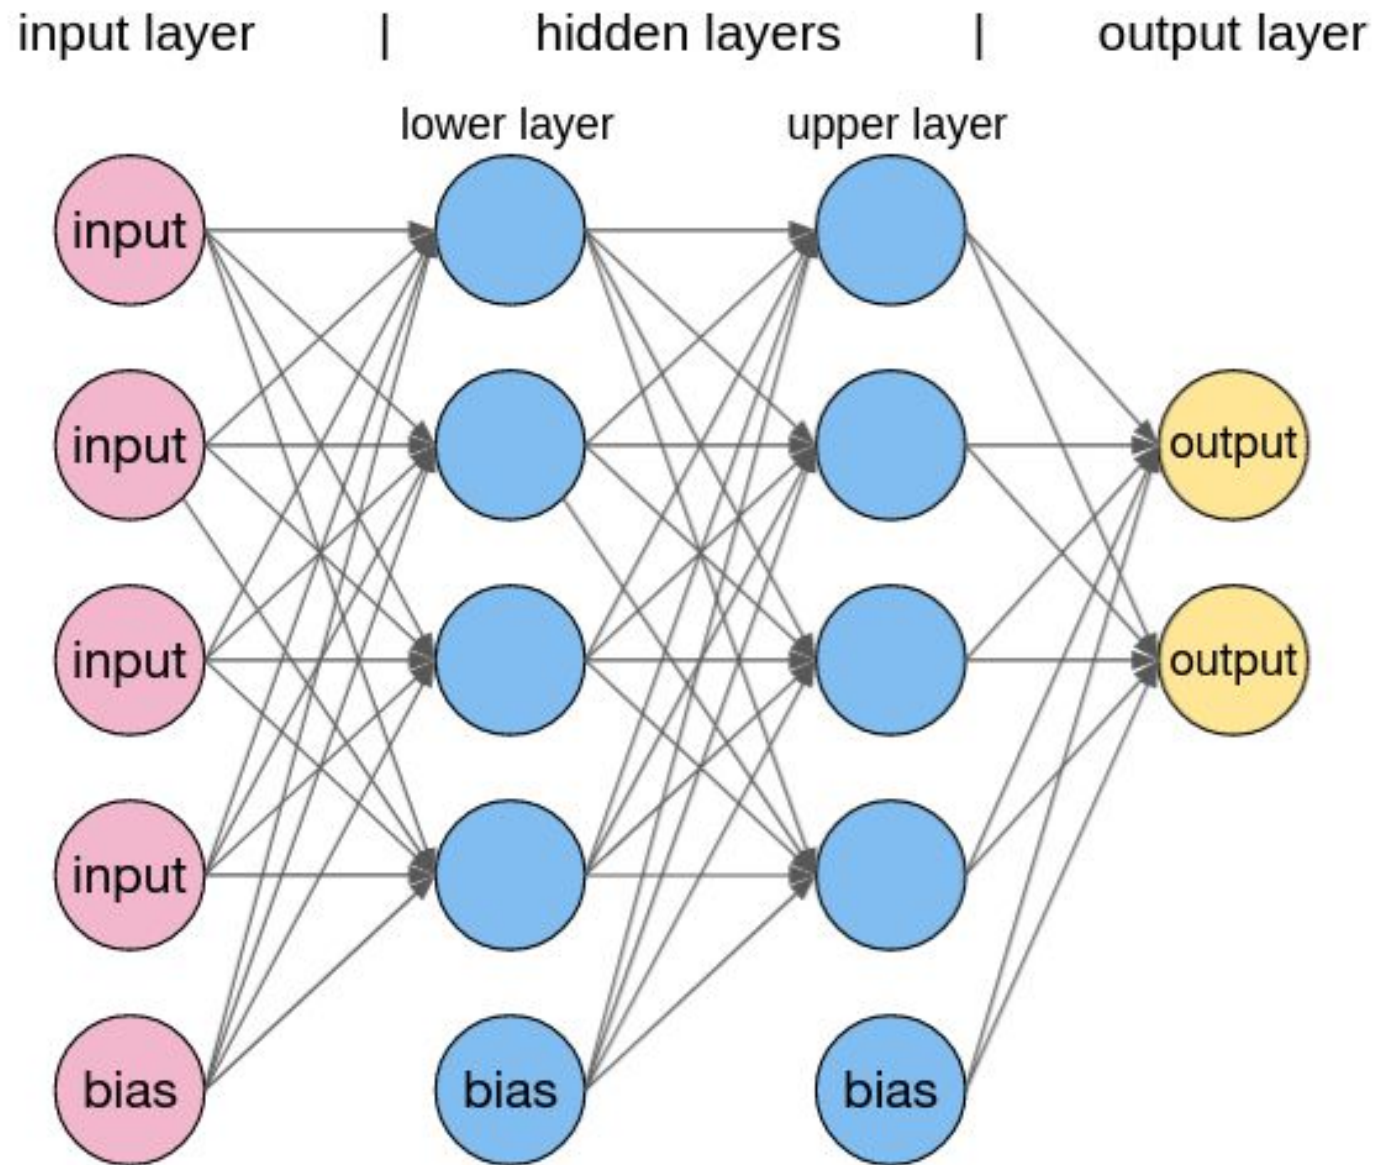 input layer | hidden layers | output layer
lower layer upper layer
input
input output
input output
input
bias bias bias